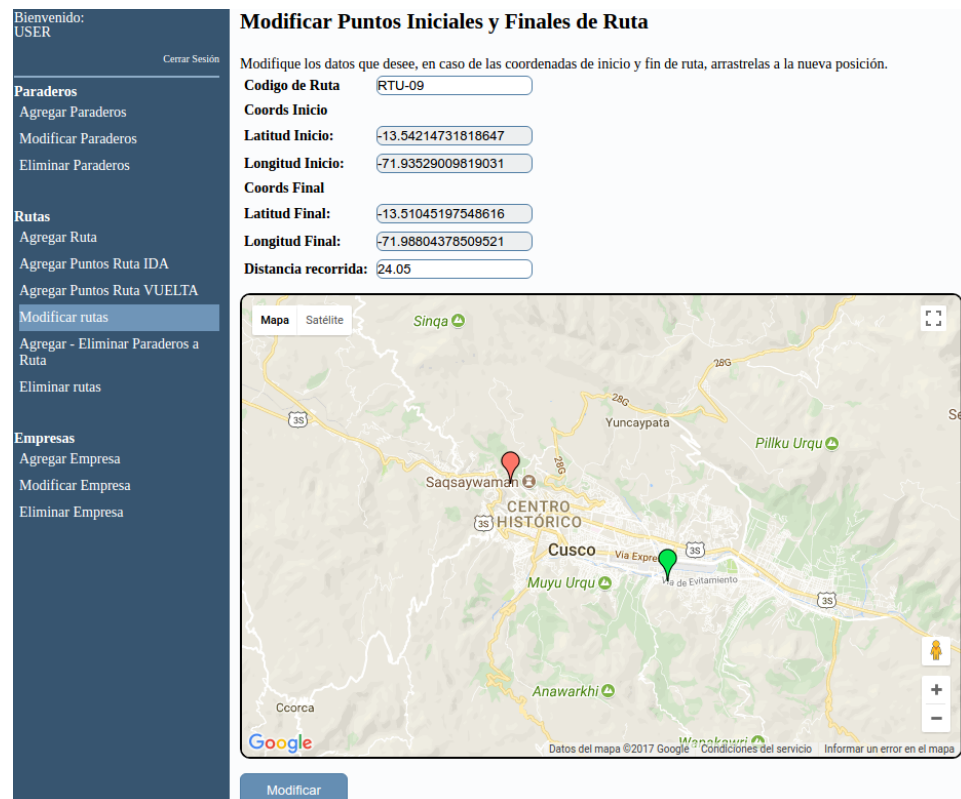 Bienvenido:
USER
Cerrar Sesión
Paraderos
Agregar Paraderos
Modificar Paraderos
Eliminar Paraderos
Rutas
Agregar Ruta
Agregar Puntos Ruta IDA
Agregar Puntos Ruta VUELTA
Modificar rutas
Agregar - Eliminar Paraderos a
Ruta
Eliminar rutas
Empresas
Agregar Empresa
Modificar Empresa
Eliminar Empresa
Modificar Puntos Iniciales y Finales de Ruta
Modifique los datos que desee, en caso de las coordenadas de inicio y fin de ruta, arrastrelas a la nueva posición.
Codigo de Ruta RTU-09
Coords Inicio
Latitud Inicio: -13.54214731818647
Longitud Inicio: -71.93529009819031
Coords Final
Latitud Final: -13.51045197548616
Longitud Final: -71.98804378509521
Distancia recorrida: 24.05
Mapa Satélite
Sinqa
28G
28G
3S
Yuncaypata
Se
Pillku Urqu
28G
Saqsaywaman
CENTRO
HISTÓRICO
3S
Cusco
Via Expre
3S
Muyu Urqu
Via de Evitamiento
3S
Anawarkhi
Ccorca
Wanakawri
Google
Datos del mapa ©2017 Google Condiciones del servicio Informar un error en el mapa
Modificar